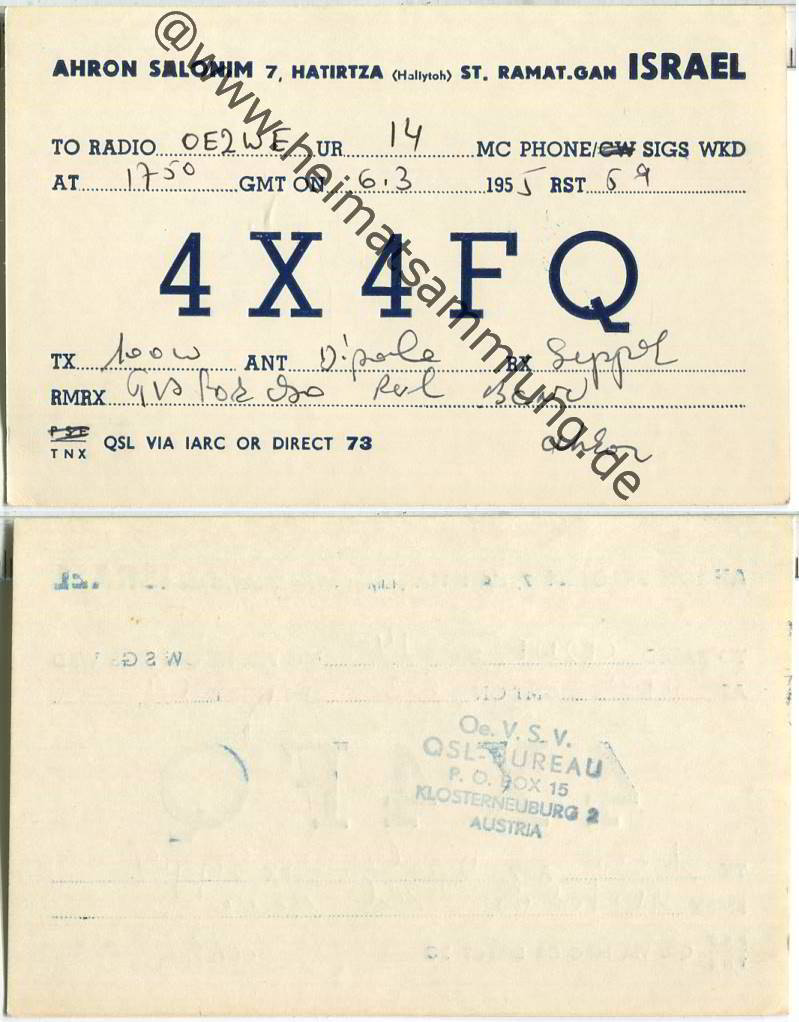 AHRON SALONIM 7, HATIRTZA (Hallytoh) ST. RAMAT.GAN ISRAEL
TO RADIO OE2WE UR 14 MC PHONE/CW SIGS WKD
AT 1750 GMT ON 6.3 1955 RST 59
4X4FQ
TX 100W ANT Dipole RX
RMRX
PSE
TNX QSL VIA IARC OR DIRECT 73
@www.heimatsammlung.de
Oe. V. S. V.
QSL-BUREAU
P. O. BOX 15
KLOSTERNEUBURG 2
AUSTRIA